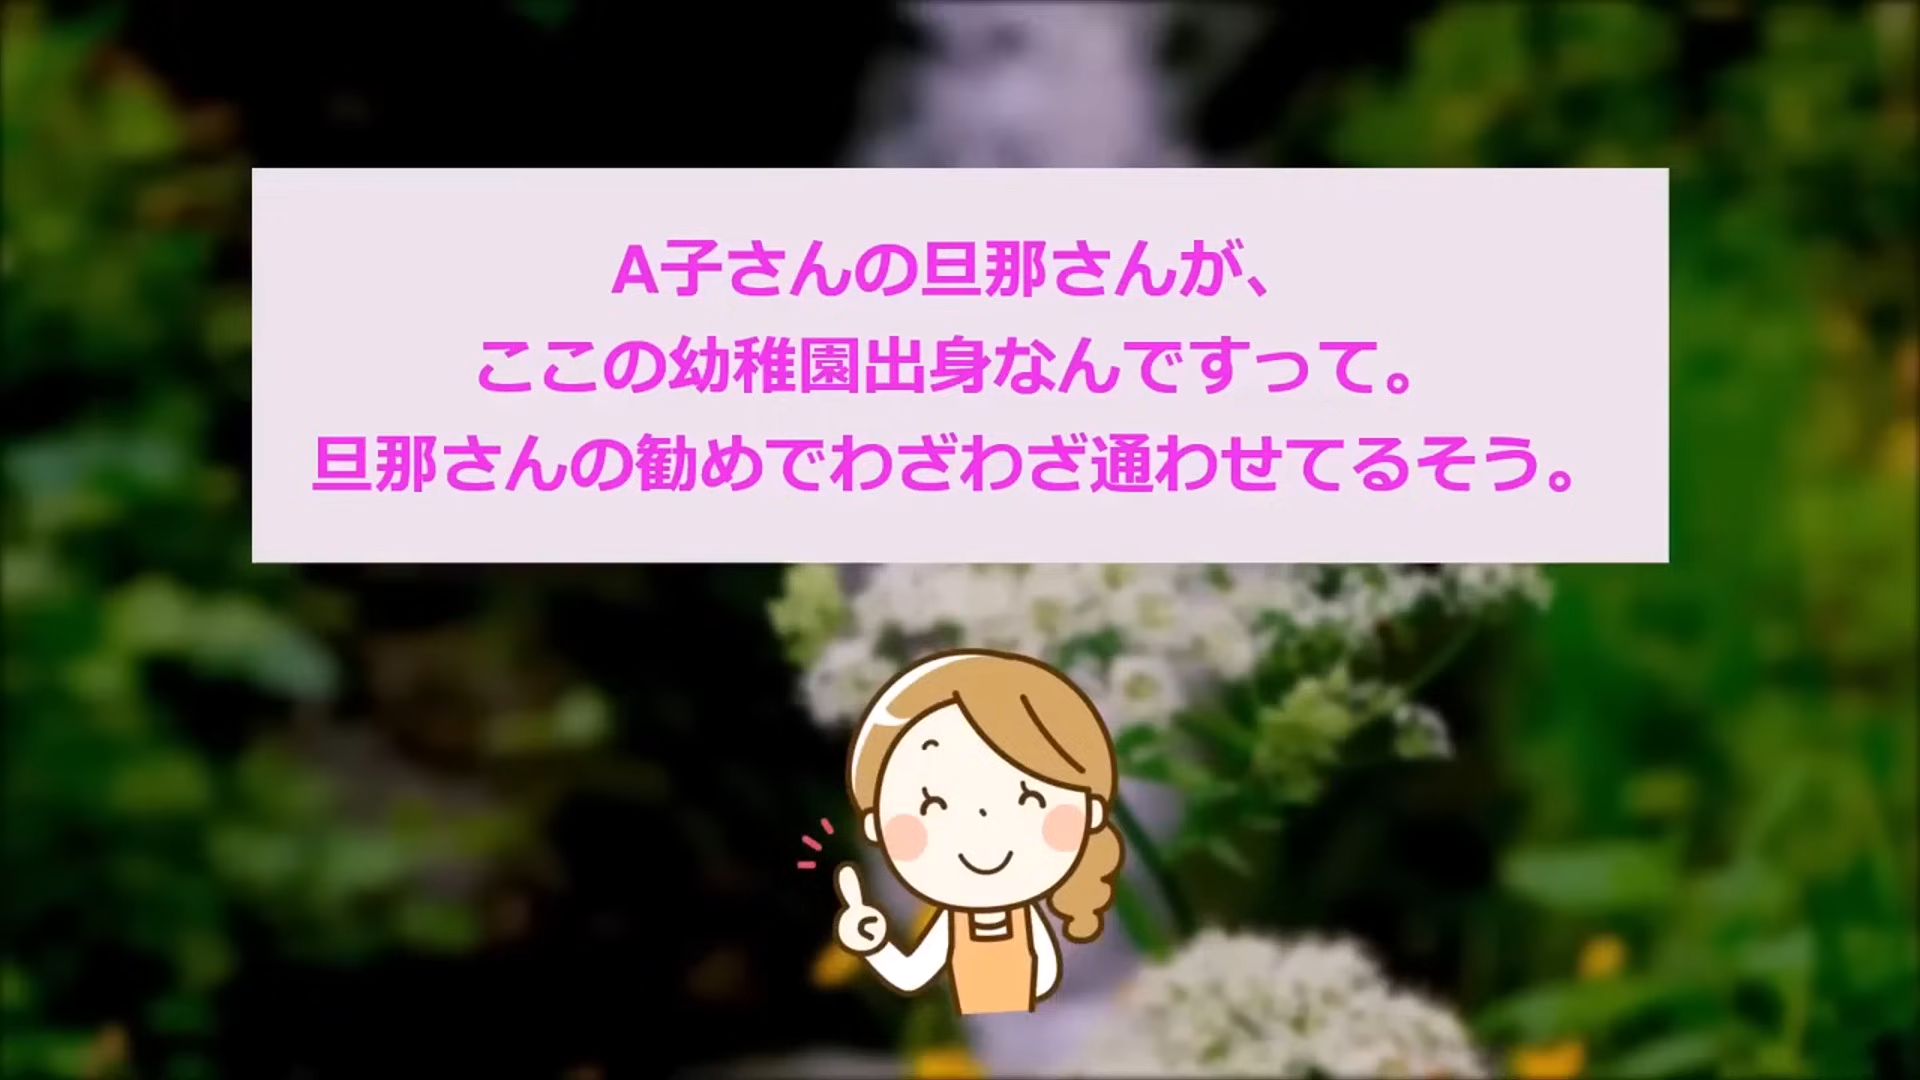 A子さんの旦那さんが、
ここの幼稚園出身なんですって。
旦那さんの勧めでわざわざ通わせてるそう。